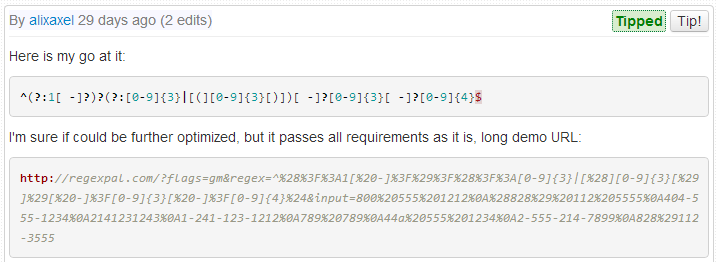 By alixaxel 29 days ago (2 edits) Tipped Tip!
Here is my go at it:
^(?:1[ -]?)?(?:[0-9]{3}|[(][0-9]{3}[)])[ -]?[0-9]{3}[ -]?[0-9]{4}$
I'm sure if could be further optimized, but it passes all requirements as it is, long demo URL:
http://regexpal.com/?flags=gm&regex=^%28%3F%3A1[%20-]%3F%29%3F%28%3F%3A[0-9]{3}|[%28][0-9]{3}[%29
]%29[%20-]%3F[0-9]{3}[%20-]%3F[0-9]{4}%24&input=800%20555%201212%0A%28828%29%20112%205555%0A404-5
55-1234%0A2141231243%0A1-241-123-1212%0A789%20789%0A44a%20555%201234%0A2-555-214-7899%0A828%29112
-3555